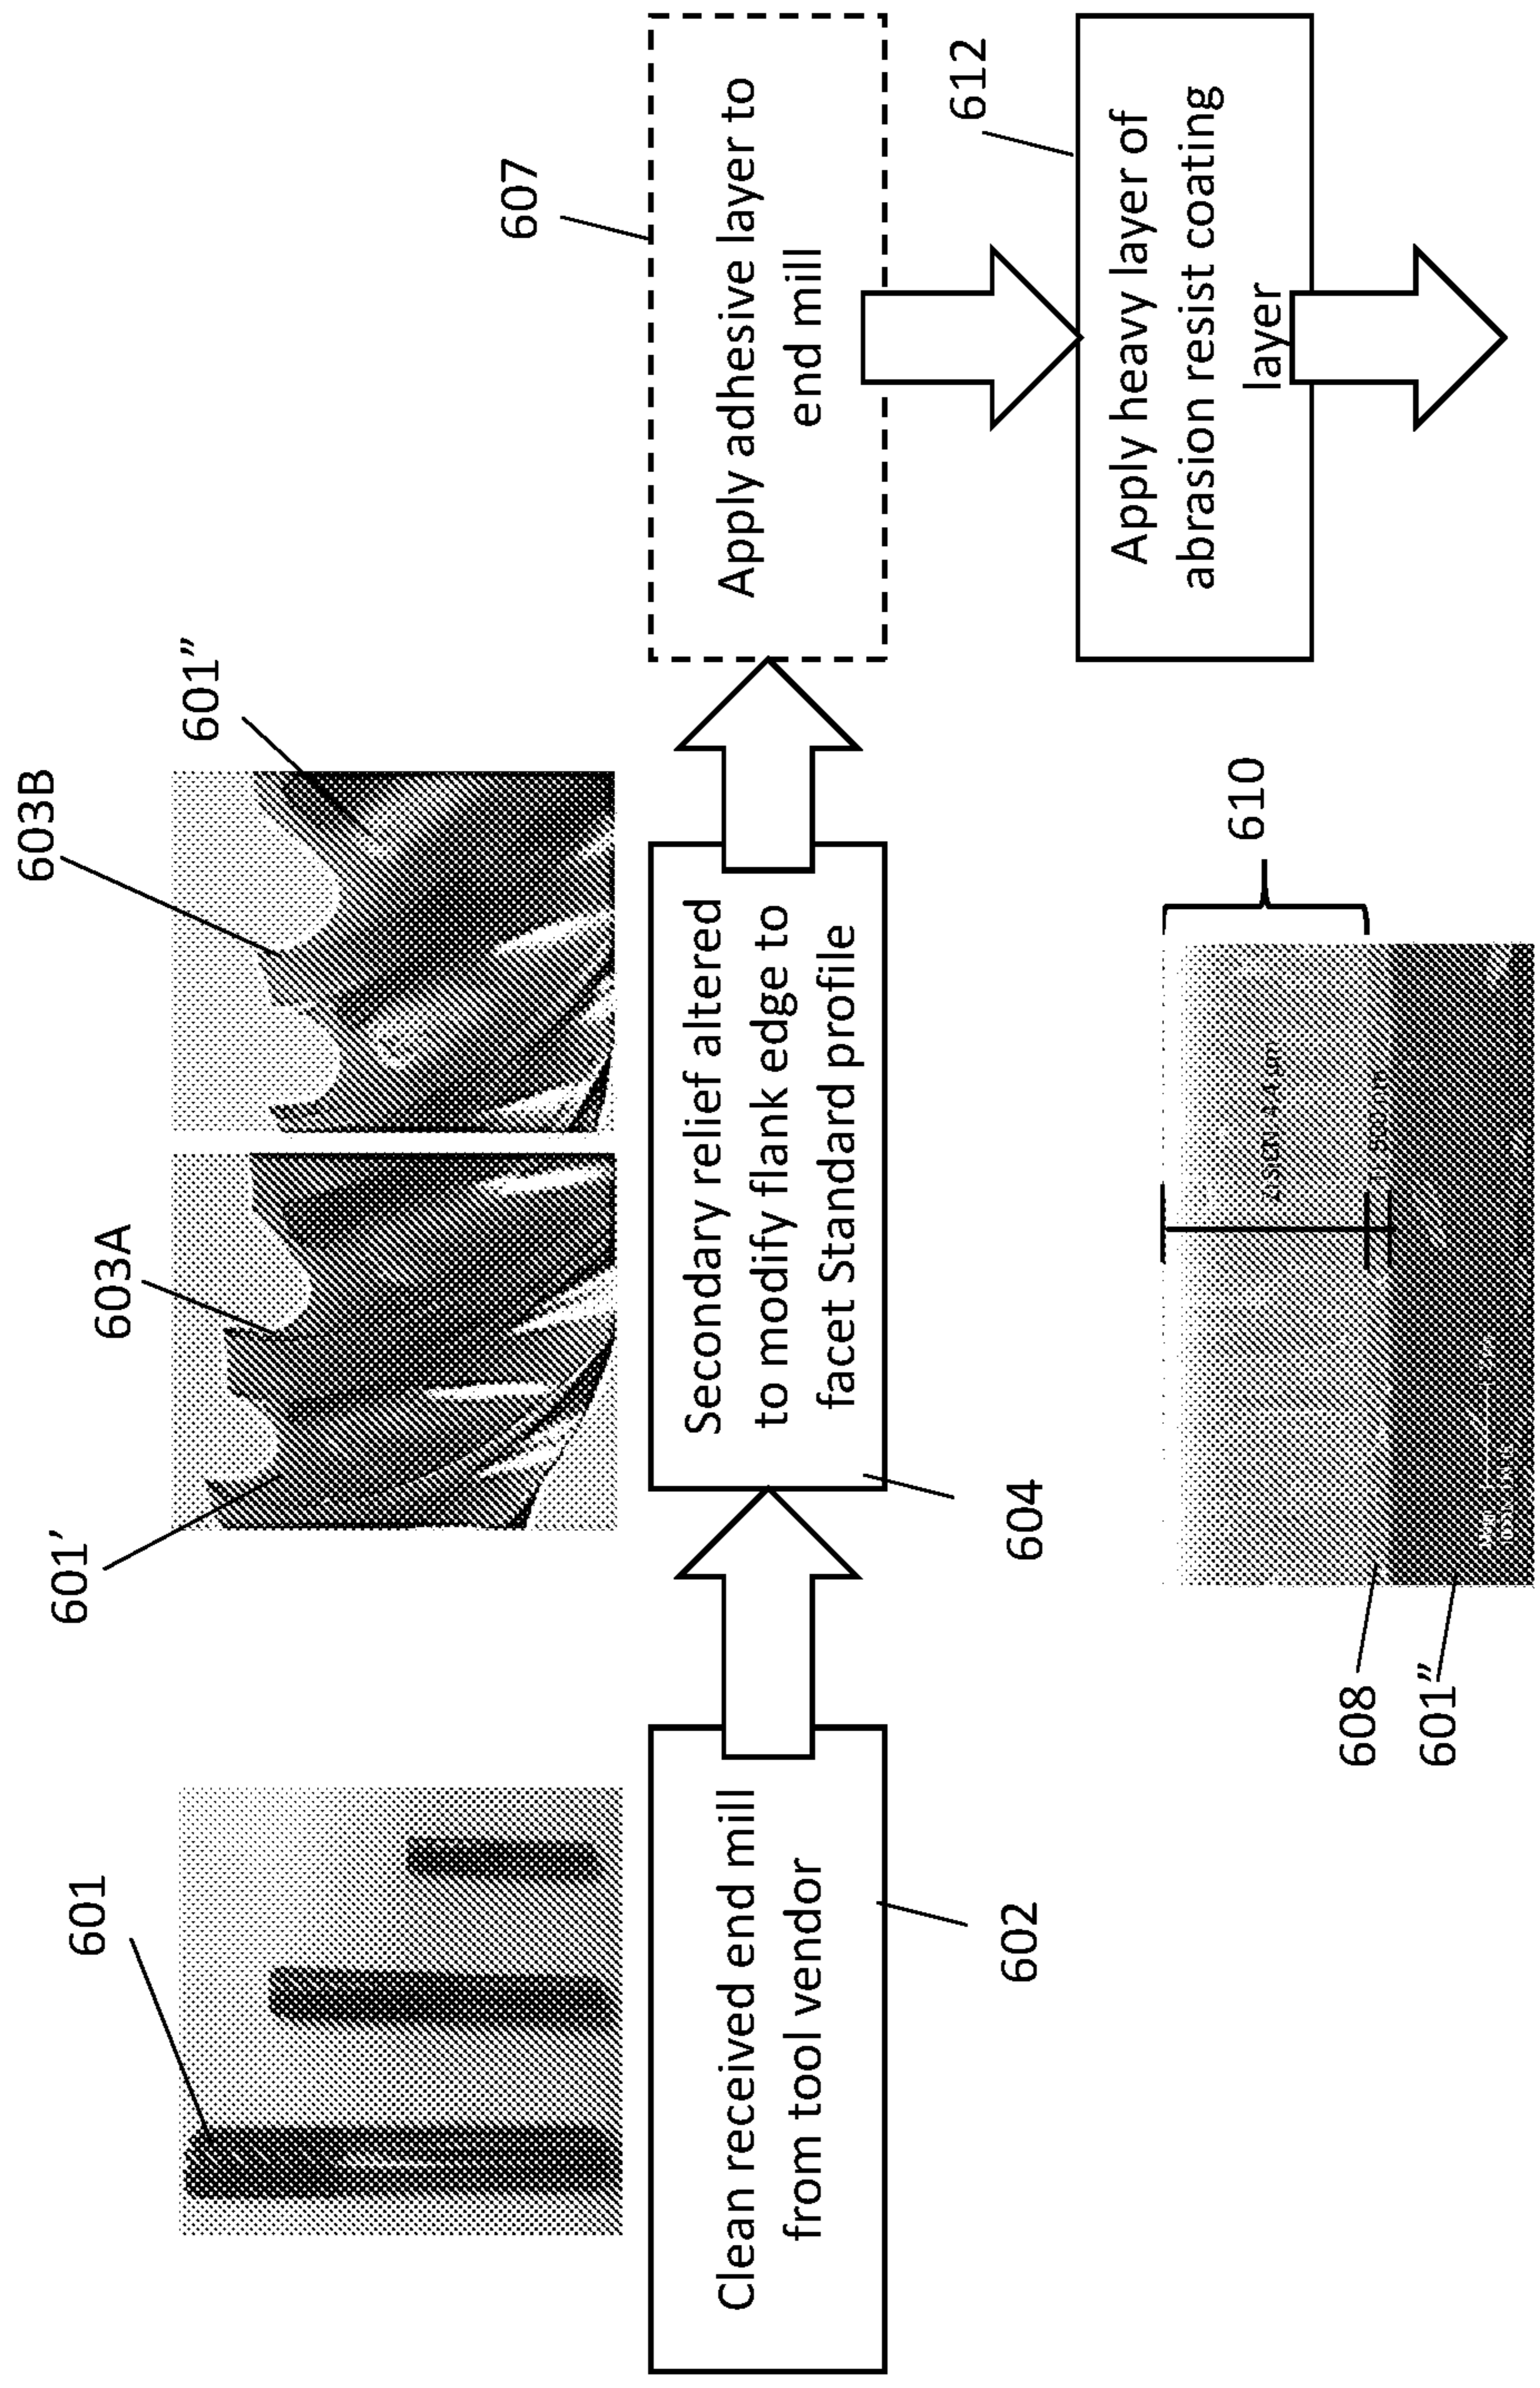 601
601'
603A
603B
601"
Clean received end mill
from tool vendor
602
Secondary relief altered
to modify flank edge to
facet Standard profile
604
607
Apply adhesive layer to
end mill
612
Apply heavy layer of
abrasion resist coating
layer
610
608
601"